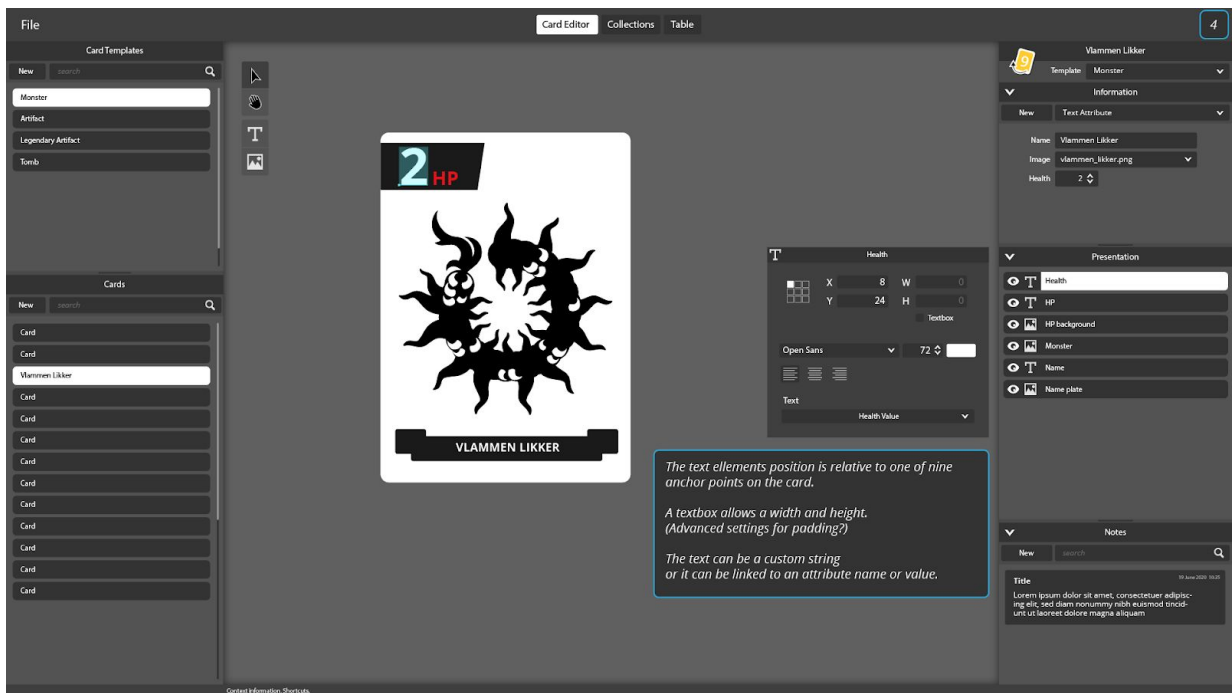 File
Card Editor
Collections
Table
4
Card Templates
New
search
Monster
Artifact
Legendary Artifact
Tomb
Cards
New
search
Card
Card
Vlammen Likker
Card
Card
Card
Card
Card
Card
Card
Card
Card
Card
2 HP
VLAMMEN LIKKER
Health
X 8 W 0
Y 24 H 0
Textbox
Open Sans 72
Text
Health Value
The text ellements position is relative to one of nine
anchor points on the card.
A textbox allows a width and height.
(Advanced settings for padding?)
The text can be a custom string
or it can be linked to an attribute name or value.
9
Vlammen Likker
Template Monster
Information
New Text Attribute
Name Vlammen Likker
Image vlammen_likker.png
Health 2
Presentation
Health
HP
HP background
Monster
Name
Name plate
Notes
New
search
Title 19 June 2020 10:25
Lorem ipsum dolor sit amet, consectetuer adipisc-
ing elit, sed diam nonummy nibh euismod tincid-
unt ut laoreet dolore magna aliquam
Context information. Shortcuts.